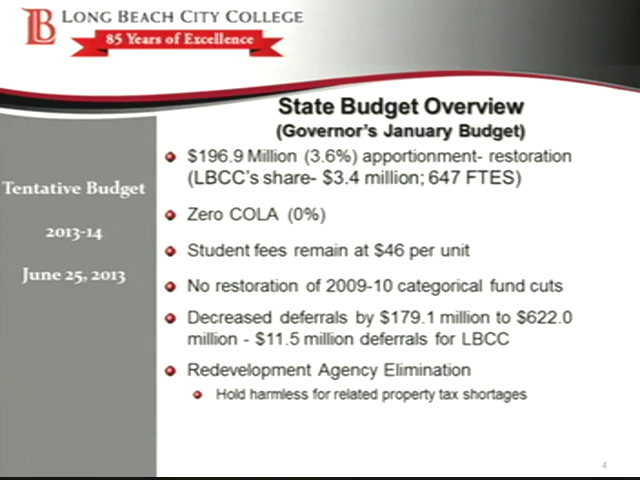 LONG BEACH CITY COLLEGE
85 Years of Excellence
State Budget Overview
(Governor's January Budget)
Tentative Budget
2013-14
June 25, 2013
$196.9 Million (3.6%) apportionment- restoration
(LBCC's share- $3.4 million; 647 FTES)
Zero COLA (0%)
Student fees remain at $46 per unit
No restoration of 2009-10 categorical fund cuts
Decreased deferrals by $179.1 million to $622.0
million - $11.5 million deferrals for LBCC
Redevelopment Agency Elimination
Hold harmless for related property tax shortages
4